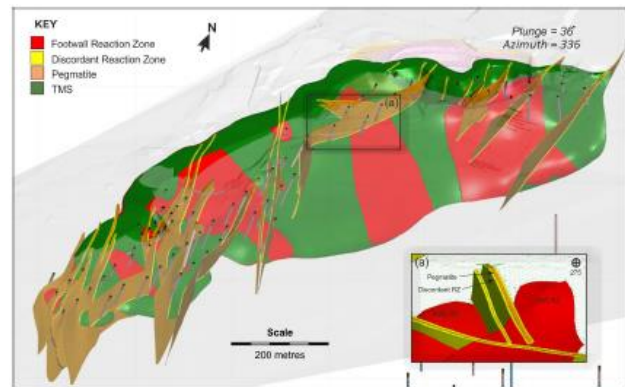 KEY
Footwall Reaction Zone
Discordant Reaction Zone
Pegmatite
TMS
N
Plunge = 36°
Azimuth = 336
(a)
Scale
200 metres
(a)
275
Pegmatite
Discordant RZ